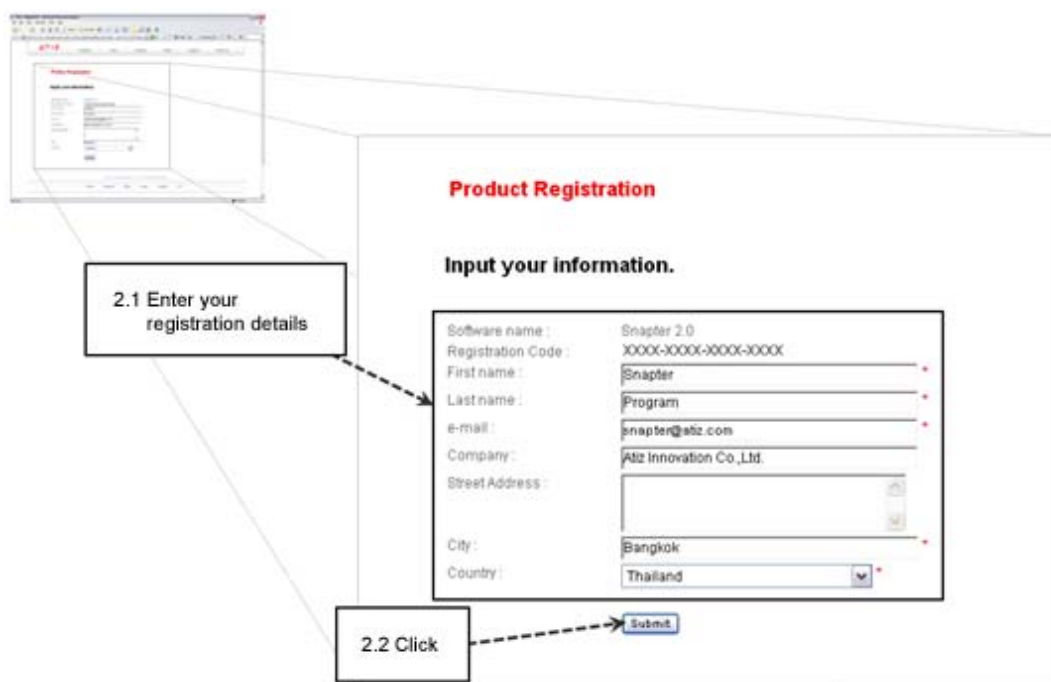 Product Registration
Input your information.
2.1 Enter your
registration details
Software name : Snapter 2.0
Registration Code : XXXX-XXXX-XXXX-XXXX
First name : Snapter *
Last name : Program *
e-mail : snapter@atiz.com *
Company : Atiz Innovation Co.,Ltd.
Street Address :
City : Bangkok *
Country : Thailand *
2.2 Click
Submit